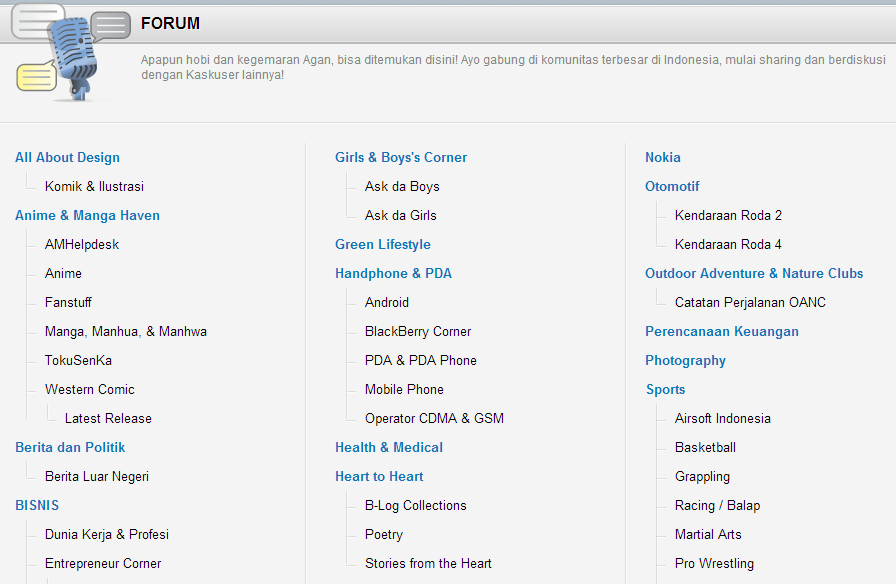 FORUM
Apapun hobi dan kegemaran Agan, bisa ditemukan disini! Ayo gabung di komunitas terbesar di Indonesia, mulai sharing dan berdiskusi
dengan Kaskuser lainnya!
All About Design
Komik & Ilustrasi
Anime & Manga Haven
AMHelpdesk
Anime
Fanstuff
Manga, Manhua, & Manhwa
TokuSenKa
Western Comic
Latest Release
Berita dan Politik
Berita Luar Negeri
BISNIS
Dunia Kerja & Profesi
Entrepreneur Corner
Girls & Boys's Corner
Ask da Boys
Ask da Girls
Green Lifestyle
Handphone & PDA
Android
BlackBerry Corner
PDA & PDA Phone
Mobile Phone
Operator CDMA & GSM
Health & Medical
Heart to Heart
B-Log Collections
Poetry
Stories from the Heart
Nokia
Otomotif
Kendaraan Roda 2
Kendaraan Roda 4
Outdoor Adventure & Nature Clubs
Catatan Perjalanan OANC
Perencanaan Keuangan
Photography
Sports
Airsoft Indonesia
Basketball
Grappling
Racing / Balap
Martial Arts
Pro Wrestling